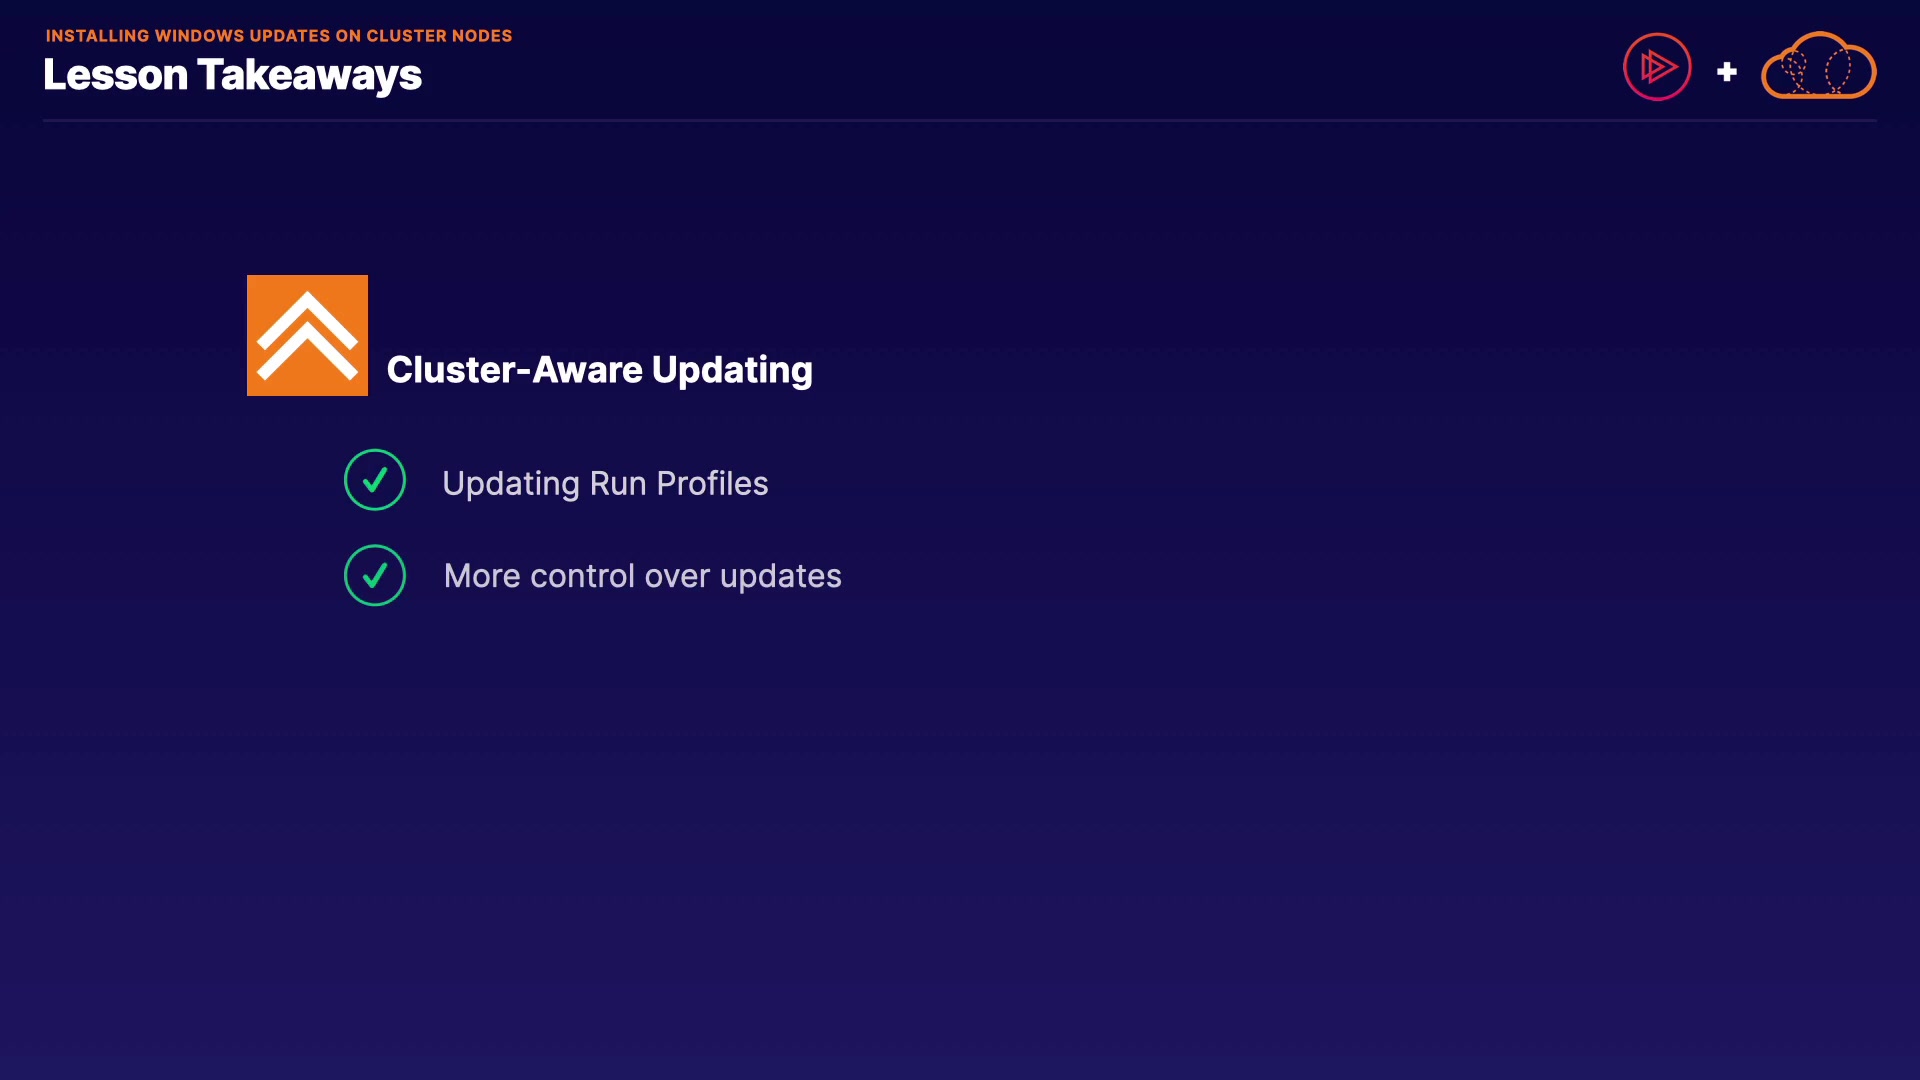 INSTALLING WINDOWS UPDATES ON CLUSTER NODES
Lesson Takeaways
Cluster-Aware Updating
Updating Run Profiles
More control over updates